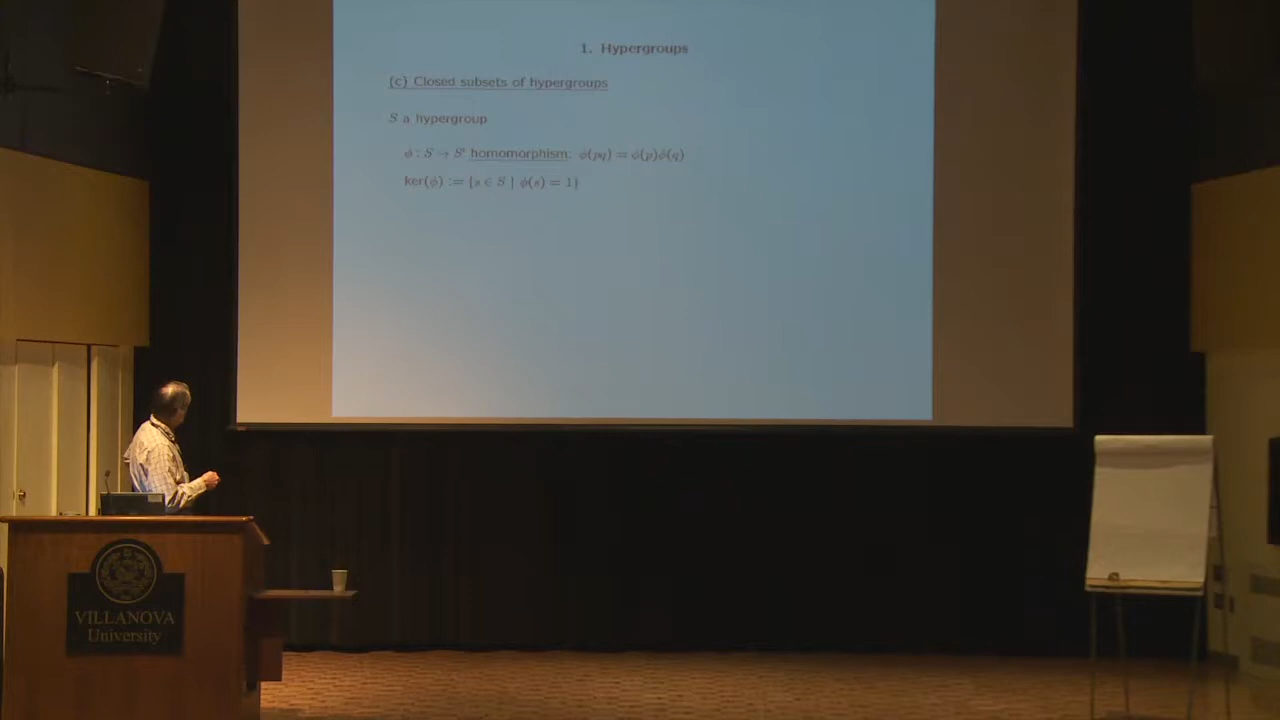 1. Hypergroups
(c) Closed subsets of hypergroups
S a hypergroup
ϕ : S → S' homomorphism: ϕ(pq) = ϕ(p)ϕ(q)
ker(ϕ) := {s ∈ S | ϕ(s) = 1}
VILLANOVA
University